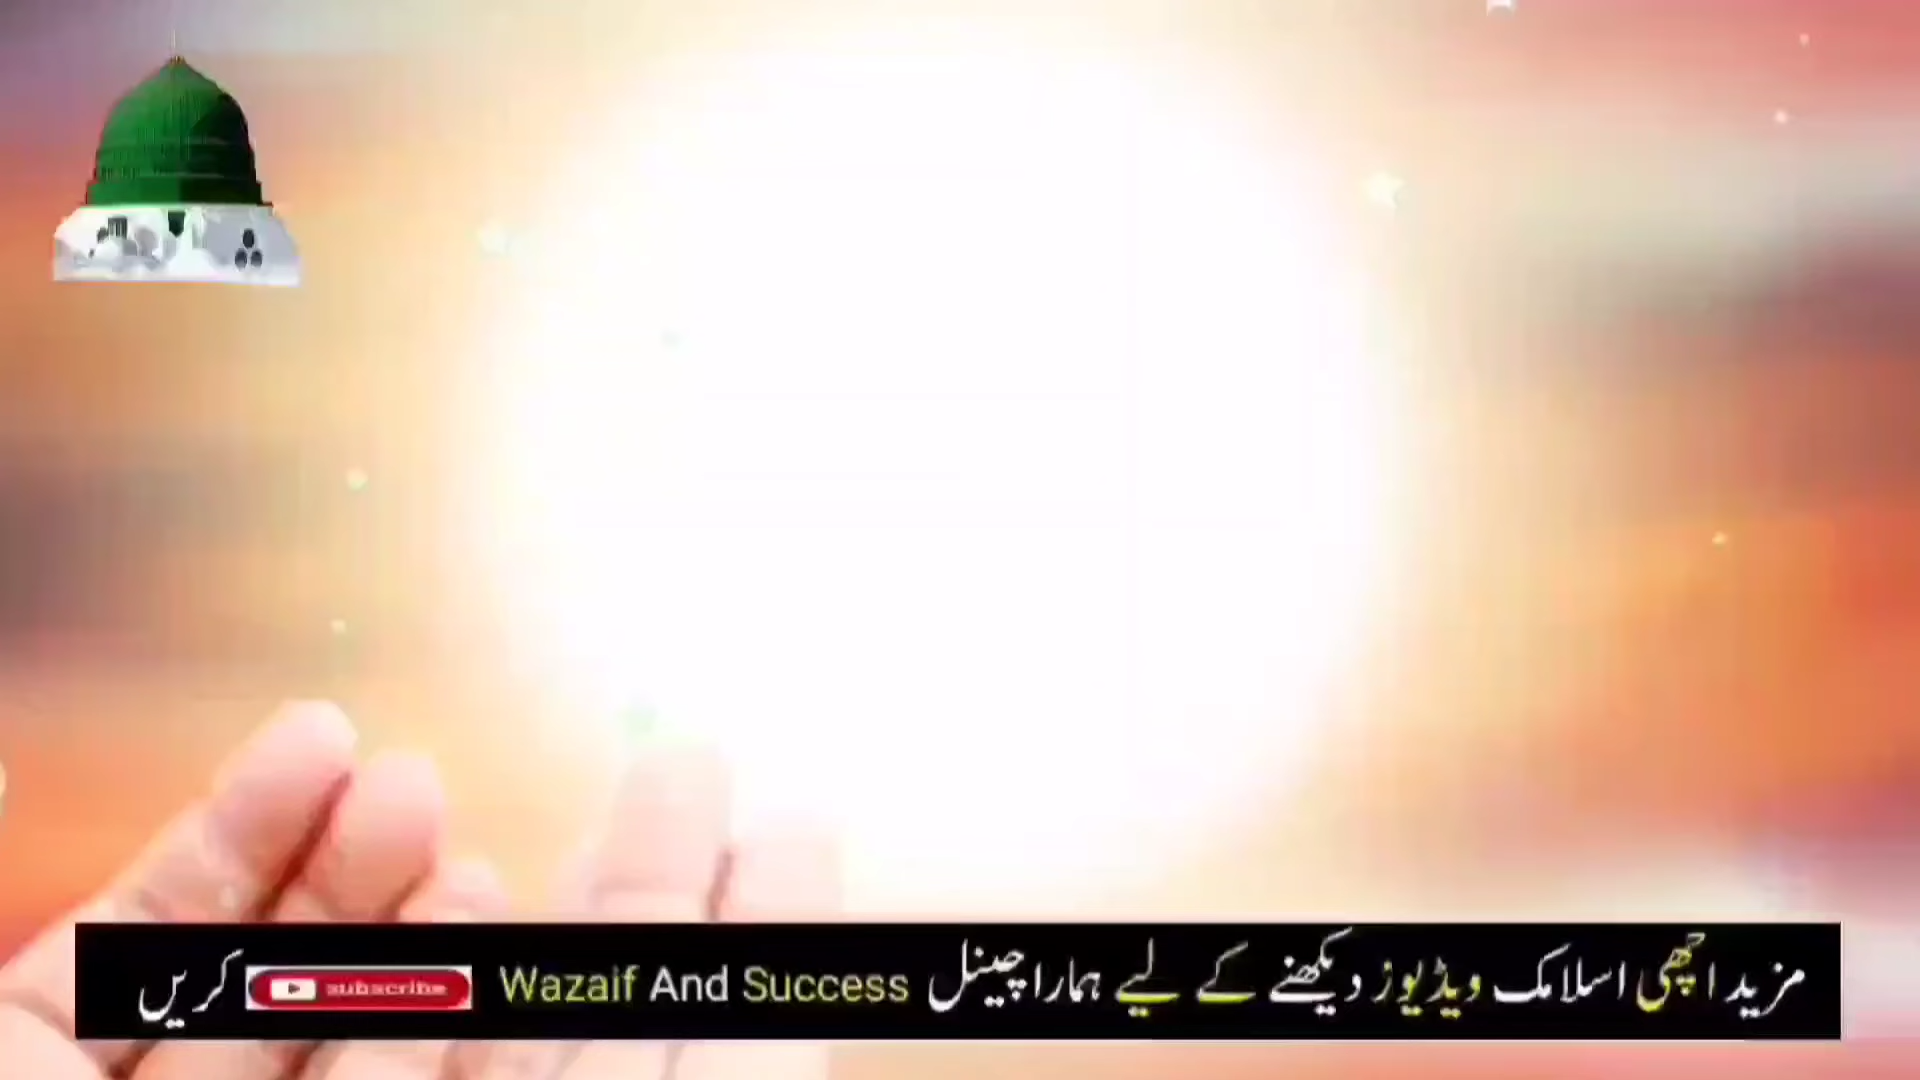 مزید اچھی اسلامک ویڈیوز دیکھنے کے لیے ہمارا چینل Wazaif And Success subscribe کریں